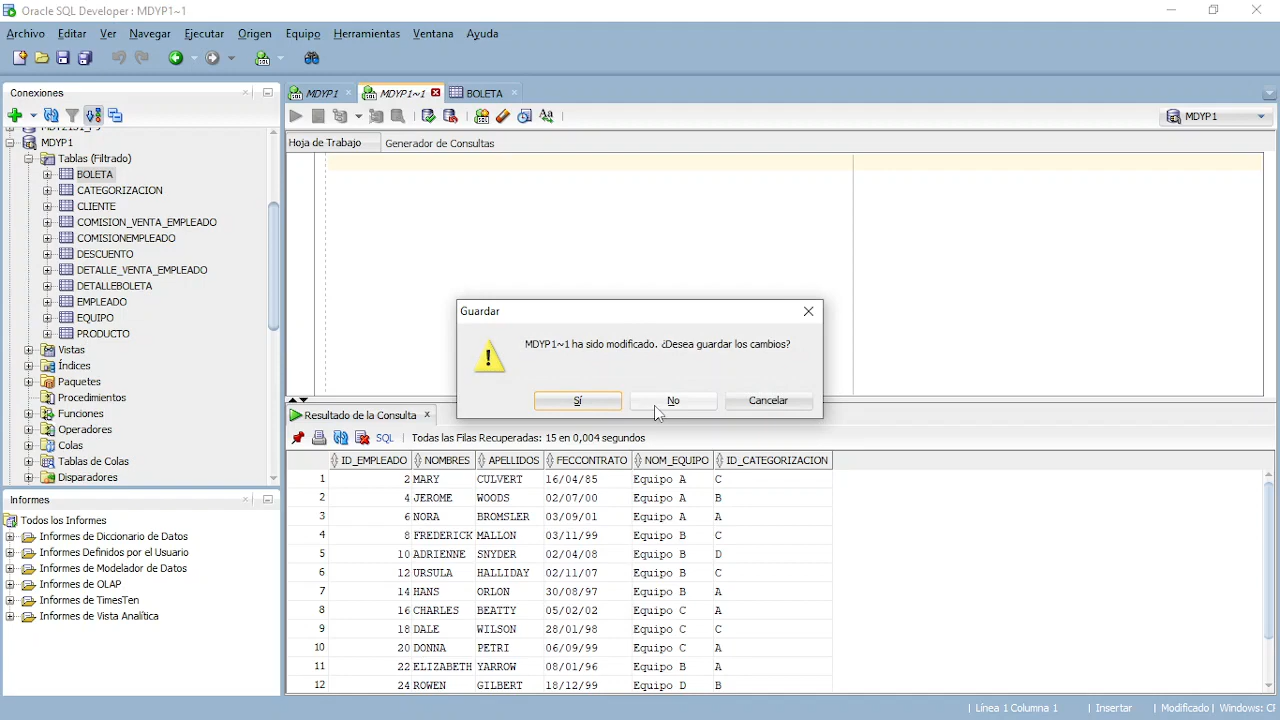 Oracle SQL Developer : MDYP1~1
Archivo Editar Ver Navegar Ejecutar Origen Equipo Herramientas Ventana Ayuda
Conexiones
MDYP1
Tablas (Filtrado)
BOLETA
CATEGORIZACION
CLIENTE
COMISION_VENTA_EMPLEADO
COMISIONEMPLEADO
DESCUENTO
DETALLE_VENTA_EMPLEADO
DETALLEBOLETA
EMPLEADO
EQUIPO
PRODUCTO
Vistas
Índices
Paquetes
Procedimientos
Funciones
Operadores
Colas
Tablas de Colas
Disparadores
Informes
Todos los Informes
Informes de Diccionario de Datos
Informes Definidos por el Usuario
Informes de Modelador de Datos
Informes de OLAP
Informes de TimesTen
Informes de Vista Analítica
MDYP1 MDYP1~1 BOLETA
MDYP1
Hoja de Trabajo Generador de Consultas
Guardar
MDYP1~1 ha sido modificado. ¿Desea guardar los cambios?
Sí No Cancelar
Resultado de la Consulta
SQL | Todas las Filas Recuperadas: 15 en 0,004 segundos
ID_EMPLEADO NOMBRES APELLIDOS FECCONTRATO NOM_EQUIPO ID_CATEGORIZACION
1 2 MARY CULVERT 16/04/85 Equipo A C
2 4 JEROME WOODS 02/07/00 Equipo A B
3 6 NORA BROMSLER 03/09/01 Equipo A A
4 8 FREDERICK MALLON 03/11/99 Equipo B C
5 10 ADRIENNE SNYDER 02/04/08 Equipo B D
6 12 URSULA HALLIDAY 02/11/07 Equipo B C
7 14 HANS ORLON 30/08/97 Equipo B A
8 16 CHARLES BEATTY 05/02/02 Equipo C A
9 18 DALE WILSON 28/01/98 Equipo C C
10 20 DONNA PETRI 06/09/99 Equipo C A
11 22 ELIZABETH YARROW 08/01/96 Equipo B A
12 24 ROWEN GILBERT 18/12/99 Equipo D B
| Línea 1 Columna 1 | Insertar | Modificado | Windows: CF